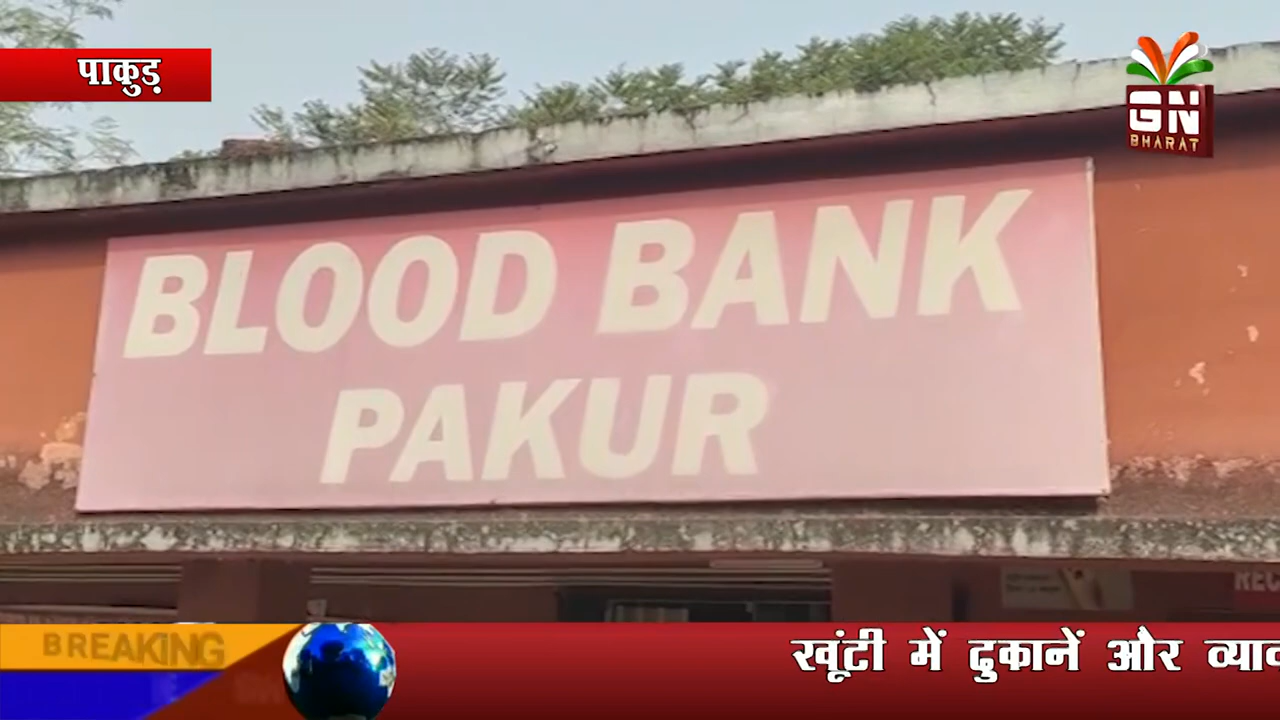 पाकुड़
GN
BHARAT
BLOOD BANK
PAKUR
BREAKING
खूंटी में दुकानें और